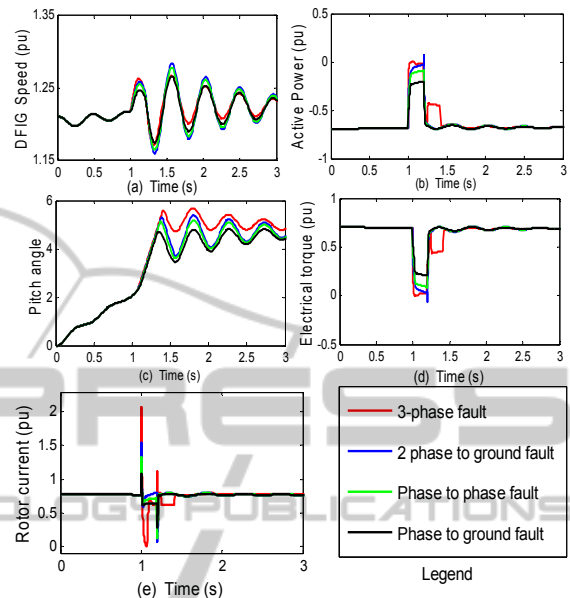 DFIG Speed (pu)
1.35
1.25
1.15
0 0.5 1 1.5 2 2.5 3
(a) Time (s)
Active Power (pu)
0.5
0
-0.5
-1
0 0.5 1 1.5 2 2.5 3
(b) Time (s)
Pitch angle
6
4
2
0
0 0.5 1 1.5 2 2.5 3
(c) Time (s)
Electrical torque (pu)
1
0.5
0
-0.5
0 0.5 1 1.5 2 2.5 3
(d) Time (s)
Rotor current (pu)
2
1.5
1
0.5
0
0 1 2 3
(e) Time (s)
3-phase fault
2 phase to ground fault
Phase to phase fault
Phase to ground fault
Legend
PRESS
OLOGY PUBLICATIONS